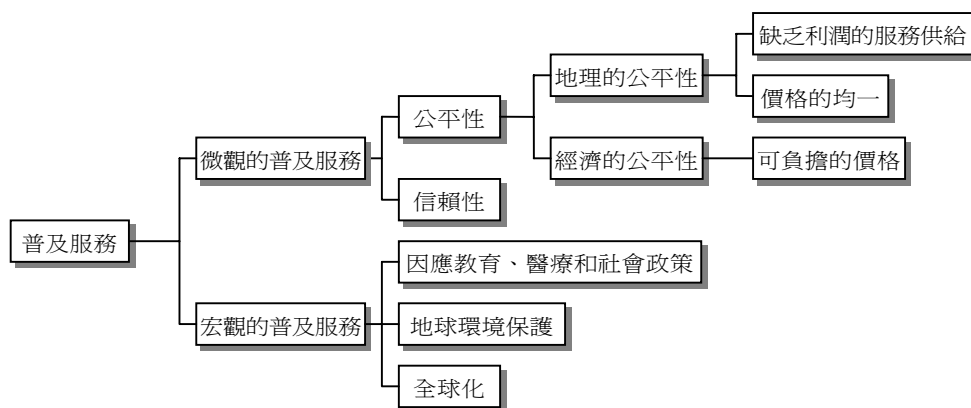 普及服務
微觀的普及服務
公平性
地理的公平性
缺乏利潤的服務供給
價格的均一
經濟的公平性
可負擔的價格
信賴性
宏觀的普及服務
因應教育、醫療和社會政策
地球環境保護
全球化